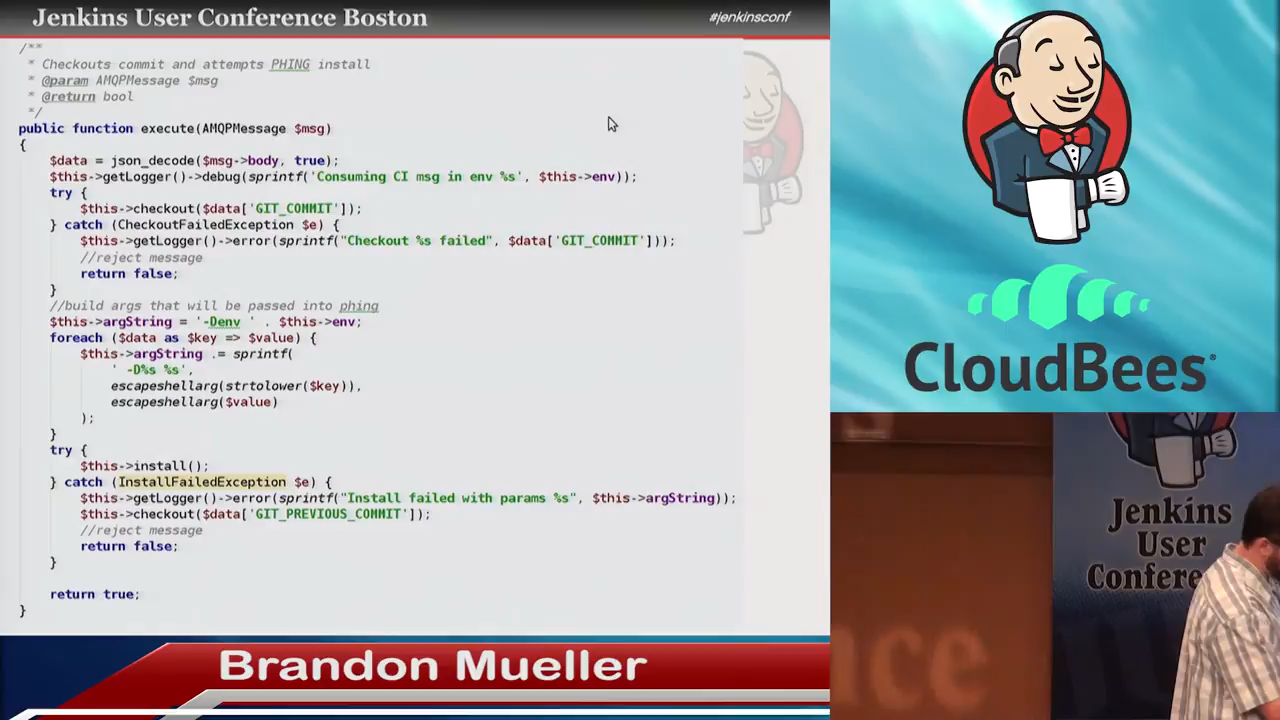 Jenkins User Conference Boston
#jenkinsconf
/**
 * Checkouts commit and attempts PHING install
 * @param AMQPMessage $msg
 * @return bool
 */
public function execute(AMQPMessage $msg)
{
    $data = json_decode($msg->body, true);
    $this->getLogger()->debug(sprintf('Consuming CI msg in env %s', $this->env));
    try {
        $this->checkout($data['GIT_COMMIT']);
    } catch (CheckoutFailedException $e) {
        $this->getLogger()->error(sprintf("Checkout %s failed", $data['GIT_COMMIT']));
        //reject message
        return false;
    }
    //build args that will be passed into phing
    $this->argString = '-Denv ' . $this->env;
    foreach ($data as $key => $value) {
        $this->argString .= sprintf(
            ' -D%s %s',
            escapeshellarg(strtolower($key)),
            escapeshellarg($value)
        );
    }
    try {
        $this->install();
    } catch (InstallFailedException $e) {
        $this->getLogger()->error(sprintf("Install failed with params %s", $this->argString));
        $this->checkout($data['GIT_PREVIOUS_COMMIT']);
        //reject message
        return false;
    }

    return true;
}
Brandon Mueller
CloudBees
Jenkins
User
Confere
nce